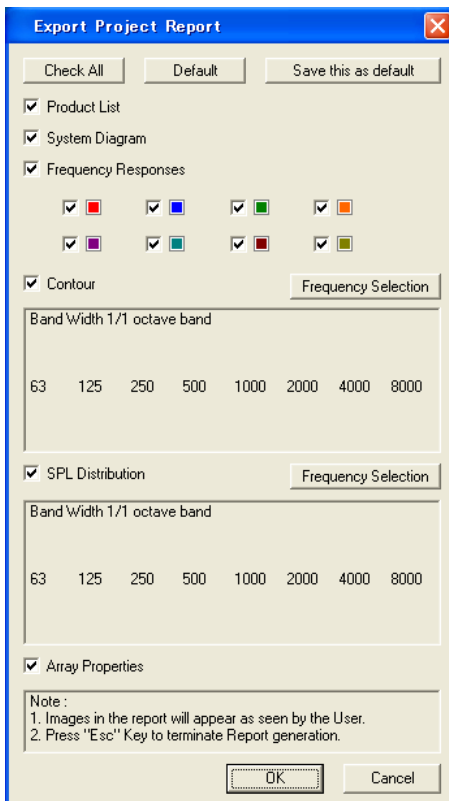 Export Project Report
Check All Default Save this as default
Product List
System Diagram
Frequency Responses
Contour Frequency Selection
Band Width 1/1 octave band
63 125 250 500 1000 2000 4000 8000
SPL Distribution Frequency Selection
Band Width 1/1 octave band
63 125 250 500 1000 2000 4000 8000
Array Properties
Note :
1. Images in the report will appear as seen by the User.
2. Press "Esc" Key to terminate Report generation.
OK Cancel